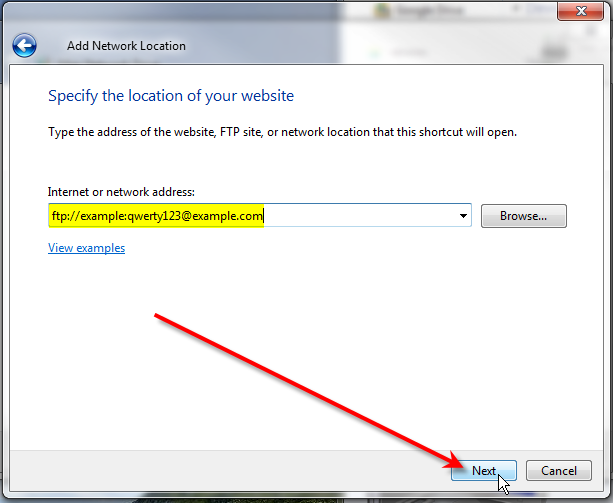 Google Drive
Add Network Location
Specify the location of your website
Type the address of the website, FTP site, or network location that this shortcut will open.
Internet or network address:
ftp://example:qwerty123@example.com
Browse...
View examples
Next
Cancel